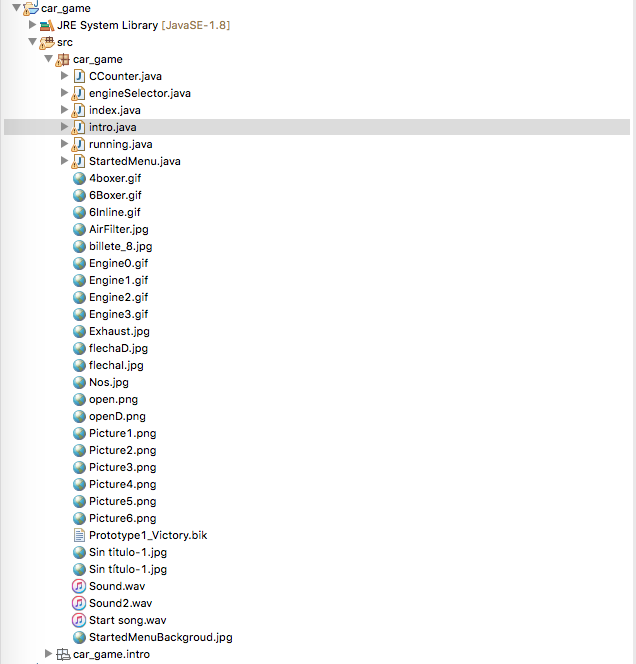 car_game
JRE System Library [JavaSE-1.8]
src
car_game
CCounter.java
engineSelector.java
index.java
intro.java
running.java
StartedMenu.java
4boxer.gif
6Boxer.gif
6Inline.gif
AirFilter.jpg
billete_8.jpg
Engine0.gif
Engine1.gif
Engine2.gif
Engine3.gif
Exhaust.jpg
flechaD.jpg
flechaI.jpg
Nos.jpg
open.png
openD.png
Picture1.png
Picture2.png
Picture3.png
Picture4.png
Picture5.png
Picture6.png
Prototype1_Victory.bik
Sin titulo-1.jpg
Sin título-1.jpg
Sound.wav
Sound2.wav
Start song.wav
StartedMenuBackgroud.jpg
car_game.intro